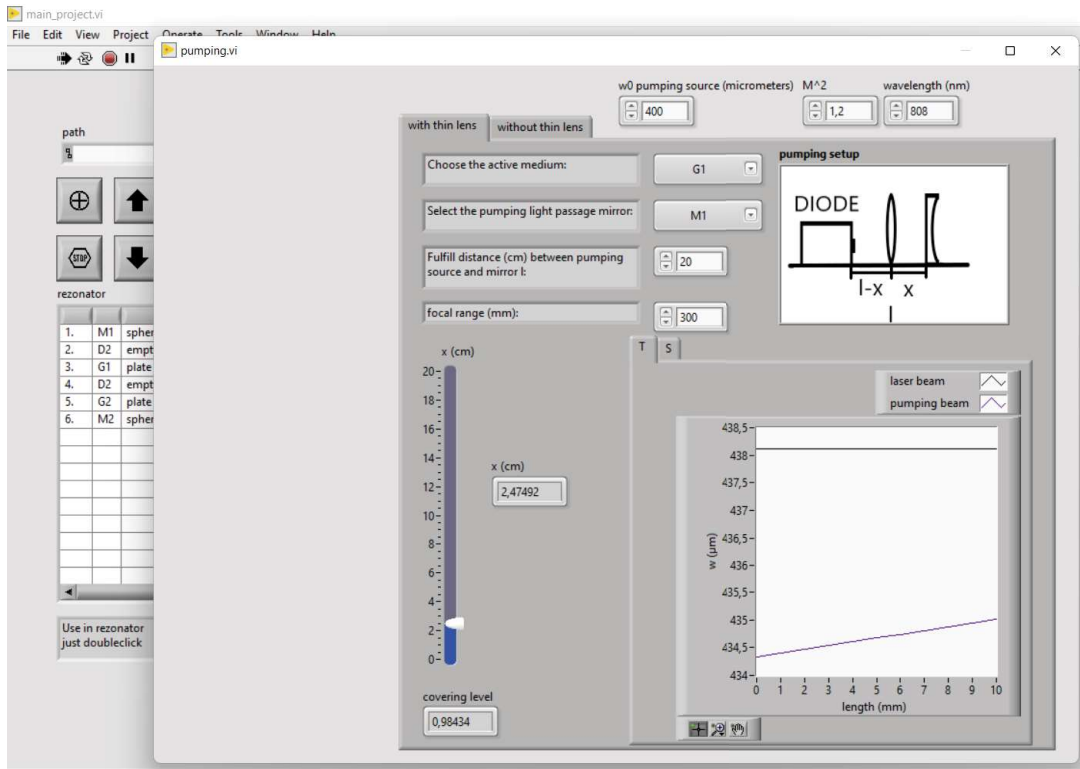 main_project.vi
File Edit View Project Operate Tools Window Help
pumping.vi
w0 pumping source (micrometers) M^2 wavelength (nm)
400 1,2 808
with thin lens without thin lens
path
Choose the active medium:
G1
pumping setup
Select the pumping light passage mirror:
M1
DIODE
l-x x
l
Fulfill distance (cm) between pumping
source and mirror l:
20
focal range (mm):
300
STOP
rezonator
1. M1 spher
2. D2 empt
3. G1 plate
4. D2 empt
5. G2 plate
6. M2 spher
Use in rezonator
just doubleclick
x (cm)
20
18
16
14
12
10
8
6
4
2
0
x (cm)
2,47492
covering level
0,98434
T S
laser beam
pumping beam
438,5
438
437,5
437
436,5
436
435,5
435
434,5
434
w (µm)
0 1 2 3 4 5 6 7 8 9 10
length (mm)